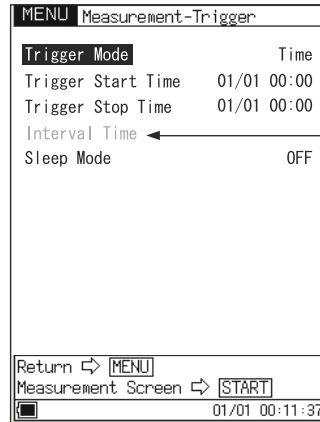 MENU Measurement-Trigger
Trigger Mode Time
Trigger Start Time 01/01 00:00
Trigger Stop Time 01/01 00:00
Interval Time
Sleep Mode OFF
Return ⇨ MENU
Measurement Screen ⇨ START
01/01 00:11:37